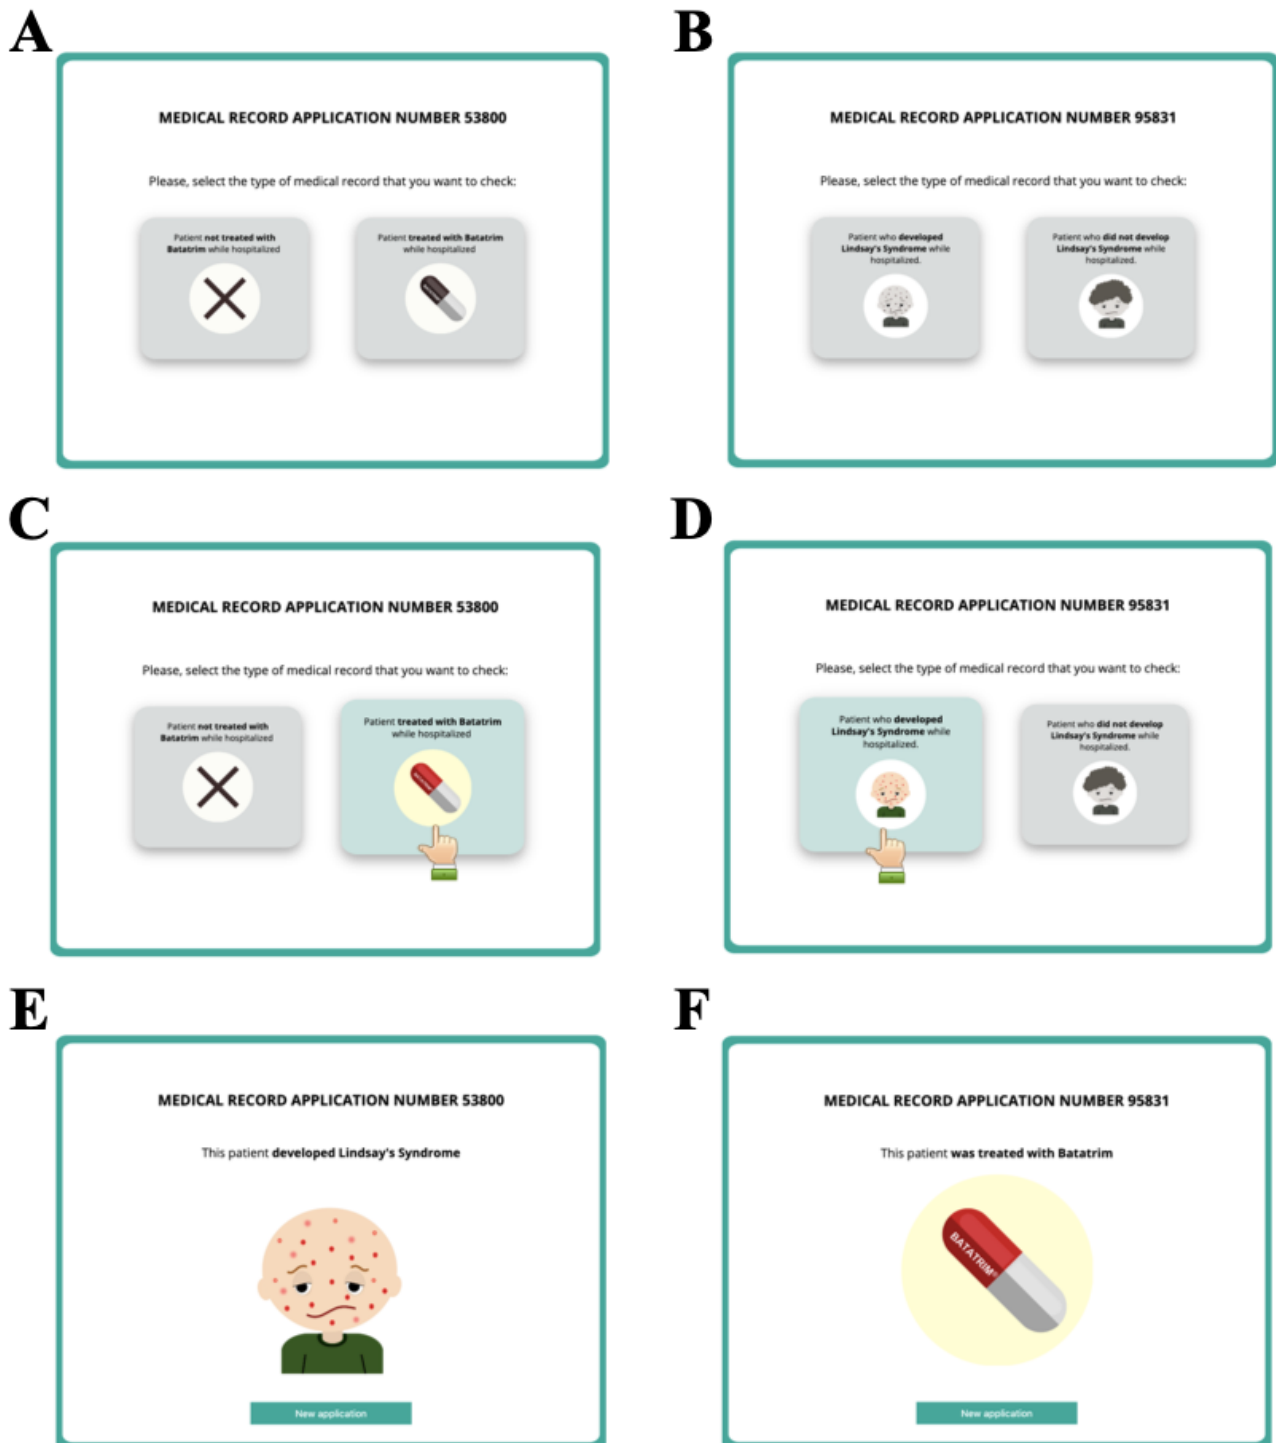 A
MEDICAL RECORD APPLICATION NUMBER 53800
Please, select the type of medical record that you want to check:
Patient not treated with
Batatrim while hospitalized
Patient treated with Batatrim
while hospitalized
B
MEDICAL RECORD APPLICATION NUMBER 95831
Please, select the type of medical record that you want to check:
Patient who developed
Lindsay's Syndrome while
hospitalized.
Patient who did not develop
Lindsay's Syndrome while
hospitalized.
C
MEDICAL RECORD APPLICATION NUMBER 53800
Please, select the type of medical record that you want to check:
Patient not treated with
Batatrim while hospitalized
Patient treated with Batatrim
while hospitalized
BATATRIM
D
MEDICAL RECORD APPLICATION NUMBER 95831
Please, select the type of medical record that you want to check:
Patient who developed
Lindsay's Syndrome while
hospitalized.
Patient who did not develop
Lindsay's Syndrome while
hospitalized.
E
MEDICAL RECORD APPLICATION NUMBER 53800
This patient developed Lindsay's Syndrome
New application
F
MEDICAL RECORD APPLICATION NUMBER 95831
This patient was treated with Batatrim
BATATRIM®
New application